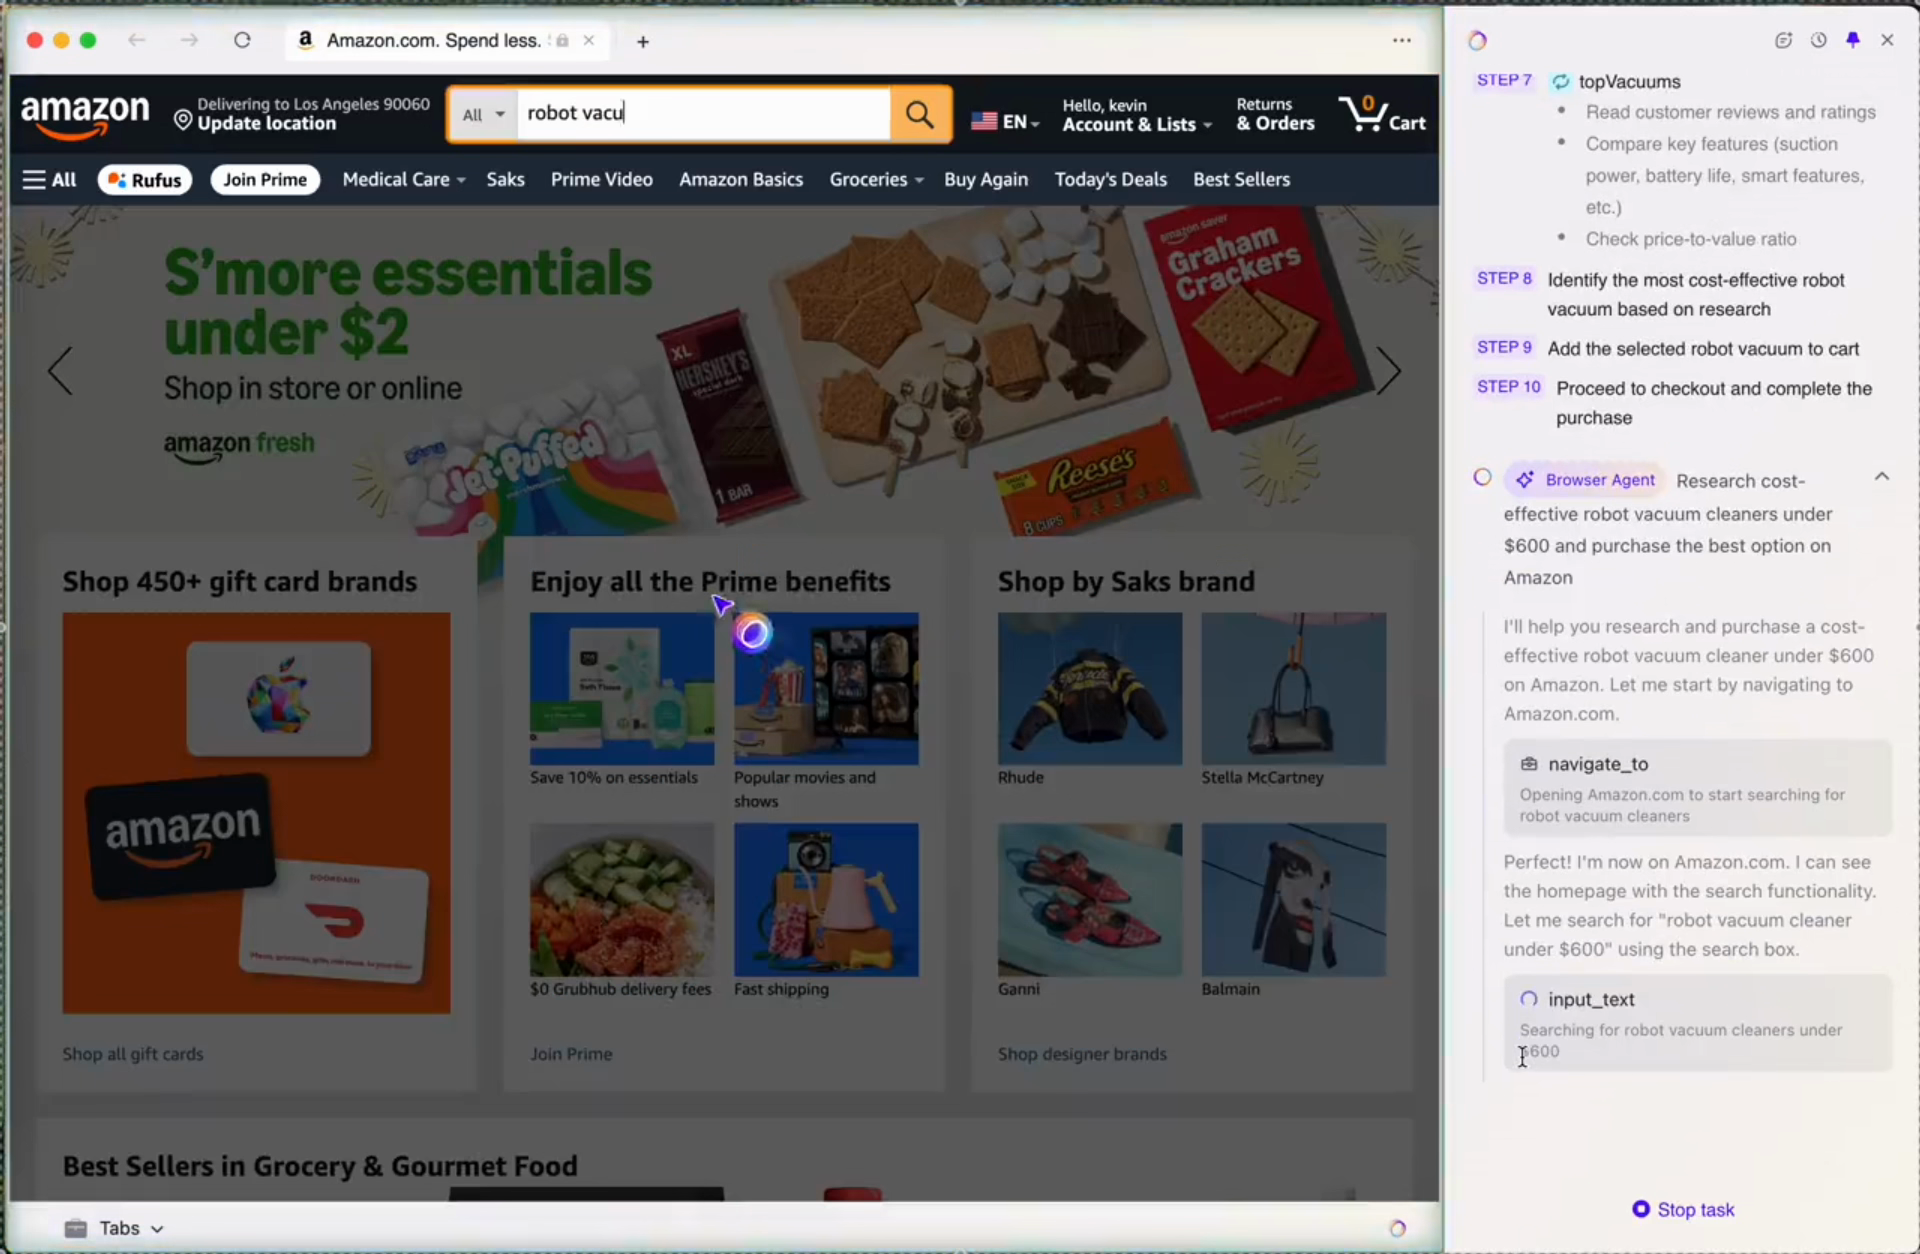 Amazon.com. Spend less.
amazon
Delivering to Los Angeles 90060
Update location
All
robot vacu
EN
Hello, kevin
Account & Lists
Returns
& Orders
0
Cart
All
Rufus
Join Prime
Medical Care
Saks
Prime Video
Amazon Basics
Groceries
Buy Again
Today's Deals
Best Sellers
S'more essentials
under $2
Shop in store or online
amazon fresh
Jet-Puffed
XL
HERSHEY'S
1 BAR
amazon saver
Graham
Crackers
Reese's
8 CUPS
Shop 450+ gift card brands
amazon
DOORDASH
Shop all gift cards
Enjoy all the Prime benefits
Save 10% on essentials
Popular movies and
shows
$0 Grubhub delivery fees
Fast shipping
Join Prime
Shop by Saks brand
Rhude
Stella McCartney
Ganni
Balmain
Shop designer brands
Best Sellers in Grocery & Gourmet Food
Tabs
STEP 7
topVacuums
• Read customer reviews and ratings
• Compare key features (suction
power, battery life, smart features,
etc.)
• Check price-to-value ratio
STEP 8 Identify the most cost-effective robot
vacuum based on research
STEP 9 Add the selected robot vacuum to cart
STEP 10 Proceed to checkout and complete the
purchase
Browser Agent Research cost-
effective robot vacuum cleaners under
$600 and purchase the best option on
Amazon
I'll help you research and purchase a cost-
effective robot vacuum cleaner under $600
on Amazon. Let me start by navigating to
Amazon.com.
navigate_to
Opening Amazon.com to start searching for
robot vacuum cleaners
Perfect! I'm now on Amazon.com. I can see
the homepage with the search functionality.
Let me search for "robot vacuum cleaner
under $600" using the search box.
input_text
Searching for robot vacuum cleaners under
$600
Stop task